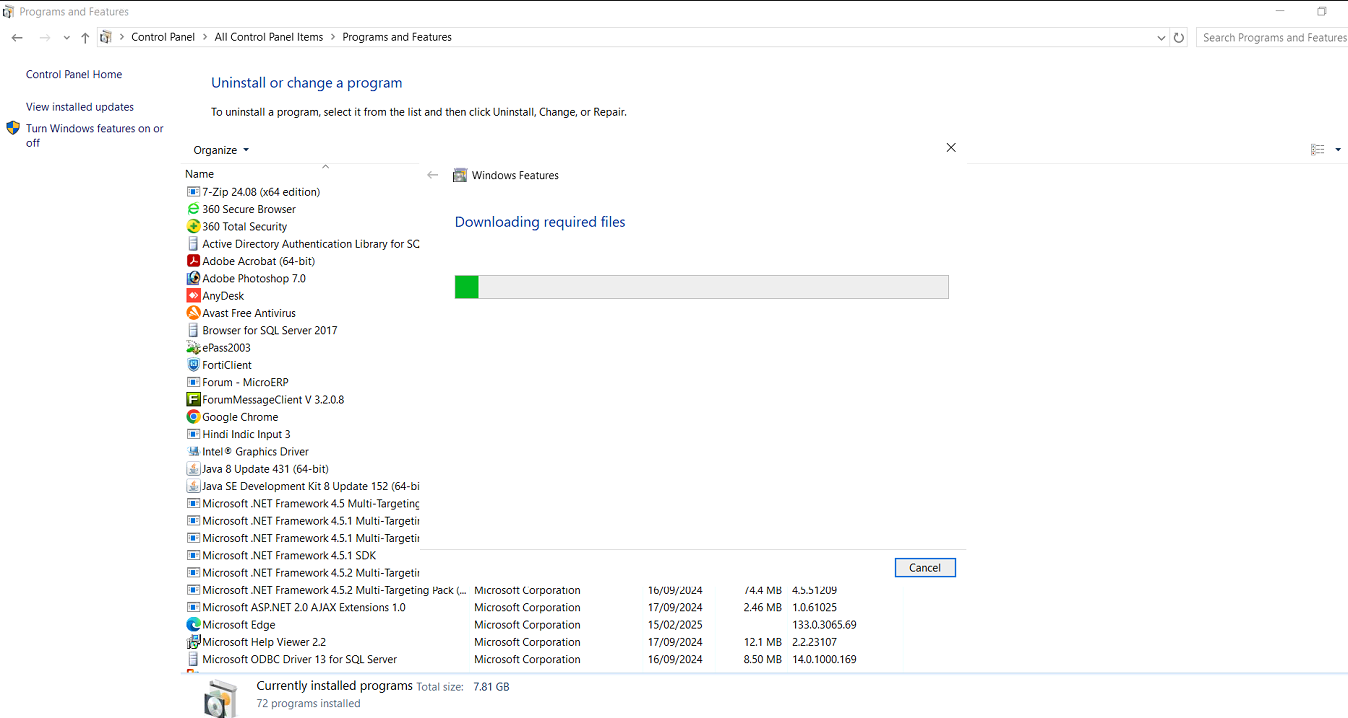 Programs and Features
Control Panel > All Control Panel Items > Programs and Features
Search Programs and Features
Control Panel Home
View installed updates
Turn Windows features on or
off
Uninstall or change a program
To uninstall a program, select it from the list and then click Uninstall, Change, or Repair.
Organize
Name
7-Zip 24.08 (x64 edition)
360 Secure Browser
360 Total Security
Active Directory Authentication Library for SQ
Adobe Acrobat (64-bit)
Adobe Photoshop 7.0
AnyDesk
Avast Free Antivirus
Browser for SQL Server 2017
ePass2003
FortiClient
Forum - MicroERP
ForumMessageClient V 3.2.0.8
Google Chrome
Hindi Indic Input 3
Intel® Graphics Driver
Java 8 Update 431 (64-bit)
Java SE Development Kit 8 Update 152 (64-bi
Microsoft .NET Framework 4.5 Multi-Targeting
Microsoft .NET Framework 4.5.1 Multi-Targetin
Microsoft .NET Framework 4.5.1 Multi-Targetin
Microsoft .NET Framework 4.5.1 SDK
Microsoft .NET Framework 4.5.2 Multi-Targetin
Microsoft .NET Framework 4.5.2 Multi-Targeting Pack (... Microsoft Corporation 16/09/2024 74.4 MB 4.5.51209
Microsoft ASP.NET 2.0 AJAX Extensions 1.0 Microsoft Corporation 17/09/2024 2.46 MB 1.0.61025
Microsoft Edge Microsoft Corporation 15/02/2025 133.0.3065.69
Microsoft Help Viewer 2.2 Microsoft Corporation 17/09/2024 12.1 MB 2.2.23107
Microsoft ODBC Driver 13 for SQL Server Microsoft Corporation 16/09/2024 8.50 MB 14.0.1000.169
Windows Features
Downloading required files
Cancel
Currently installed programs Total size: 7.81 GB
72 programs installed